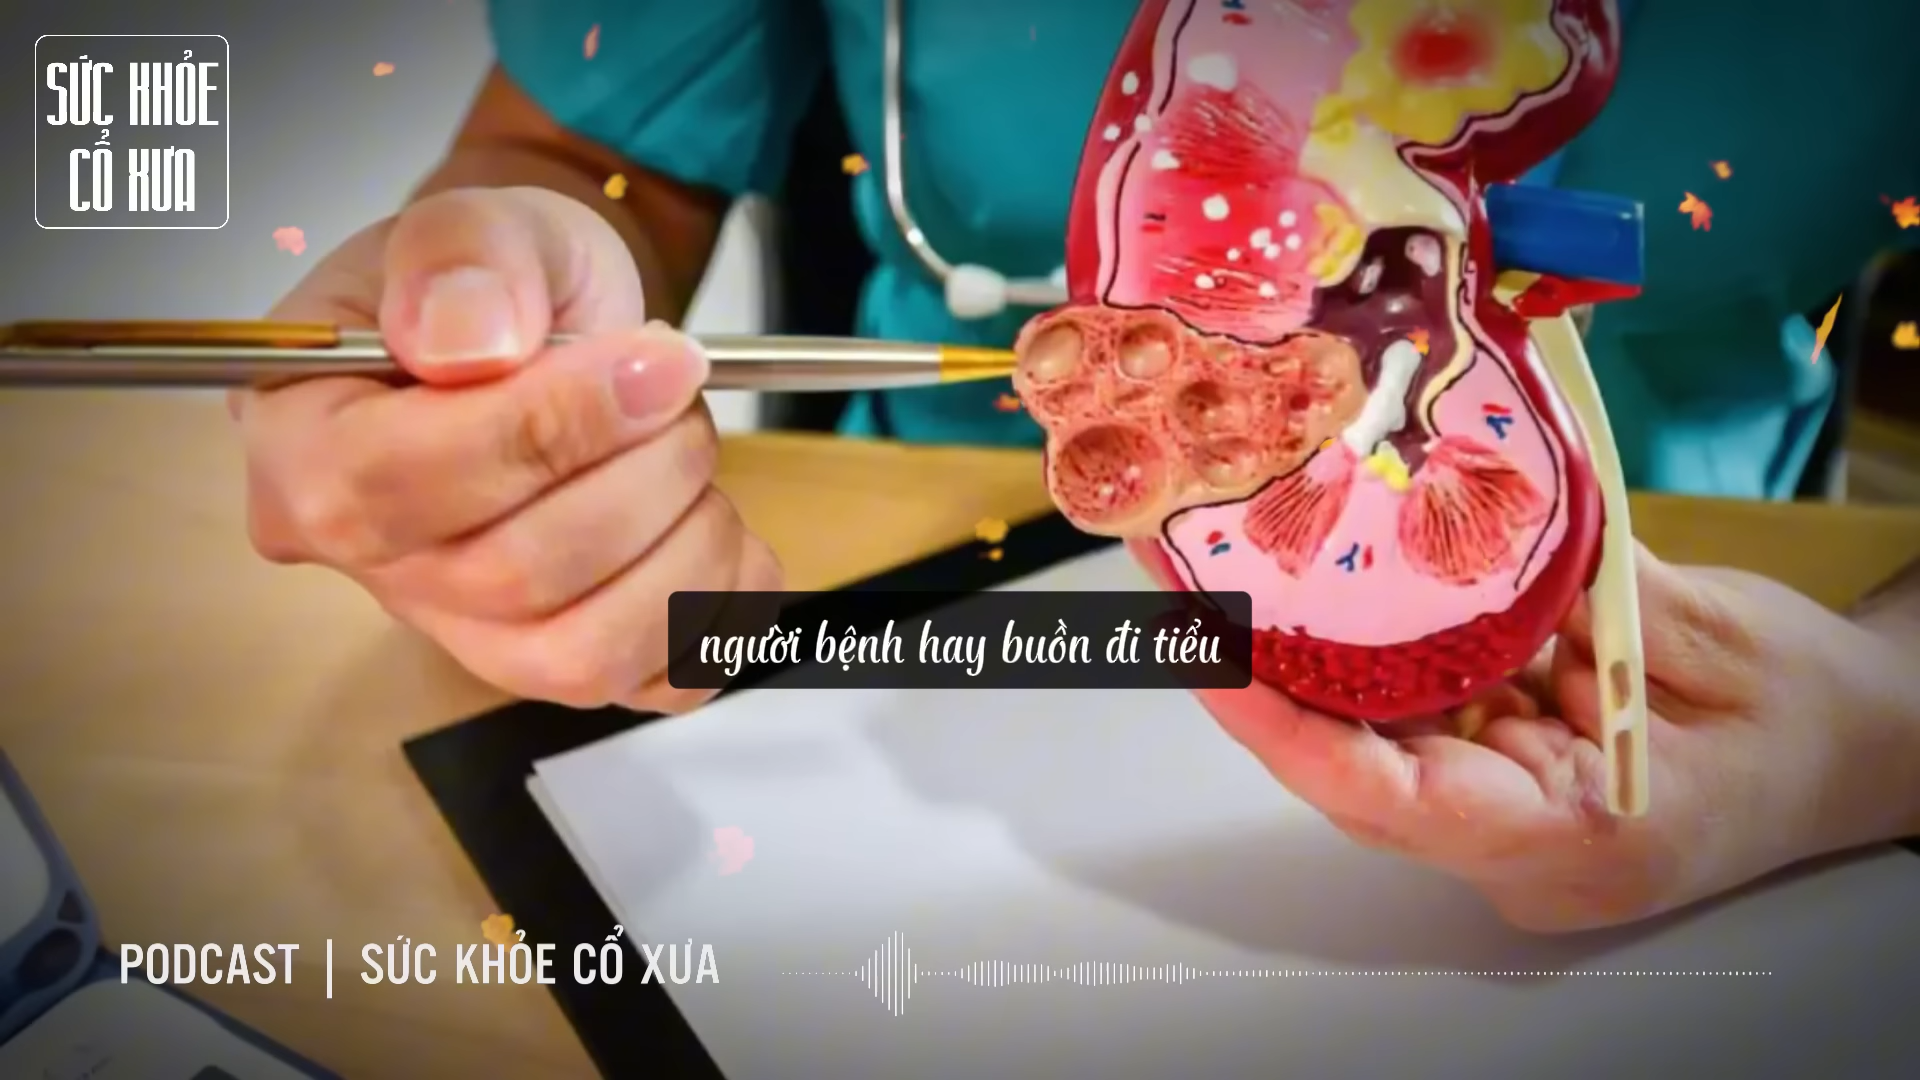 SỨC KHỎE
CỔ XƯA
người bệnh hay buồn đi tiểu
PODCAST | SỨC KHỎE CỔ XƯA